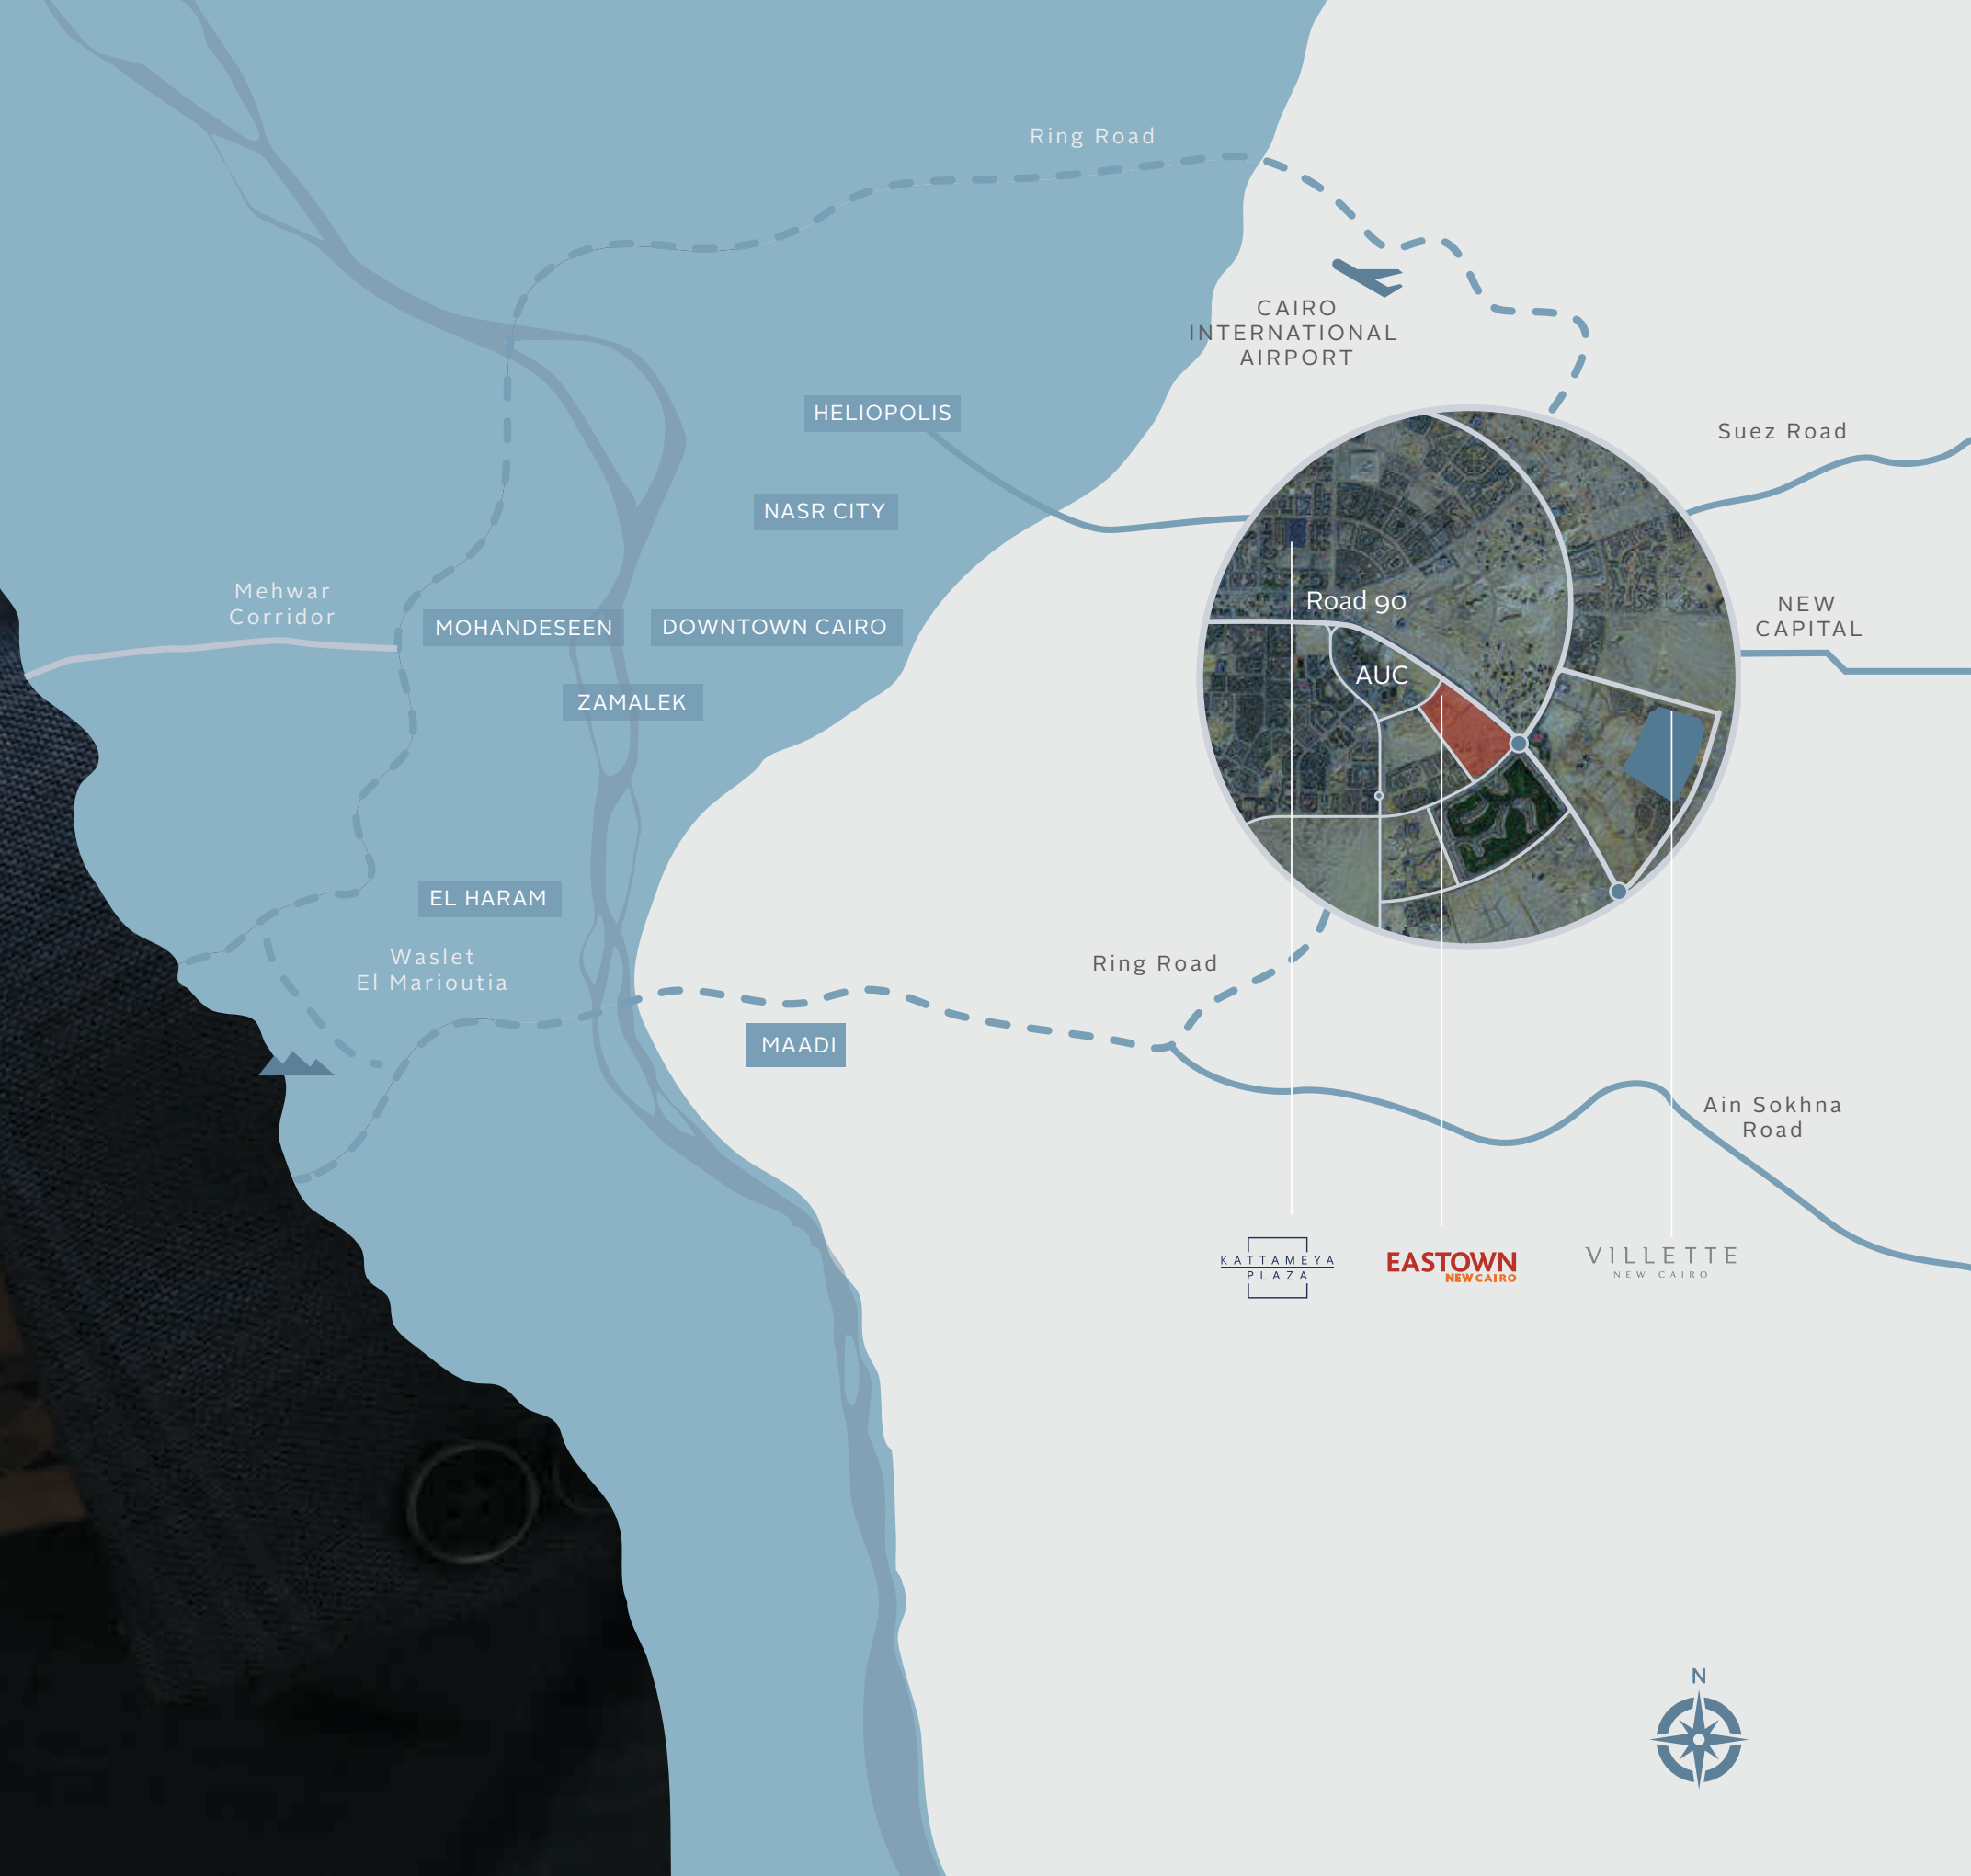 Ring Road
CAIRO
INTERNATIONAL
AIRPORT
HELIOPOLIS
Suez Road
NASR CITY
Mehwar
Corridor
MOHANDESEEN
DOWNTOWN CAIRO
Road 90
NEW
CAPITAL
AUC
ZAMALEK
EL HARAM
Waslet
El Marioutia
Ring Road
MAADI
Ain Sokhna
Road
KATTAMEYA
PLAZA
EASTOWN
NEW CAIRO
VILLETTE
NEW CAIRO
N